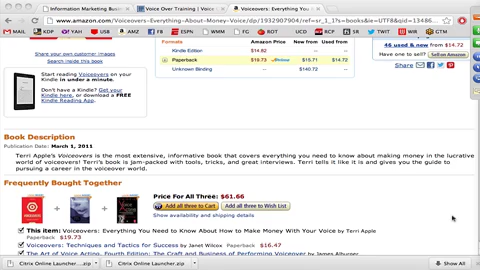 Information Marketing Busin
Voice Over Training | Voice
Voiceovers: Everything You N
www.amazon.com/Voiceovers-Everything-About-Money-Voice/dp/1932907904/ref=sr_1_1?s=books&ie=UTF8&qid=13486
Apps
FB
USA
TWIT
WIR
GTM
Formats
Amazon Price
New from
Used from
Kindle Edition
$14.82
--
--
Paperback
$19.73
$15.71
$14.72
Unknown Binding
--
$140.72
--
46 used & new from $14.72
Have one to sell?
Sell on Amazon
Share
Share your own customer images
Search inside this book
Start reading Voiceovers on your
Kindle in under a minute.
Don't have a Kindle? Get your
Kindle here, or download a FREE
Kindle Reading App.
Book Description
Publication Date: March 1, 2011
Terri Apple's Voiceovers is the most extensive, informative book that covers everything you need to know about making money in the lucrative
world of voiceovers! Terri's book is jam-packed with tools, tricks, and great interviews. Terri tells it like it is and gives you the guide to
pursuing a career in the voiceover world.
Frequently Bought Together
Price For All Three: $61.66
Add all three to Cart
Add all three to Wish List
Show availability and shipping details
This item: Voiceovers: Everything You Need to Know About How to Make Money With Your Voice by Terri Apple
Paperback $19.73
Voiceovers: Techniques and Tactics for Success by Janet Wilcox Paperback $16.47
The Art of Voice Acting, Fourth Edition: The Craft and Business of Performing Voiceover by James Alburger
Citrix Online Launcher....zip
Citrix Online Launcher....zip
Show All